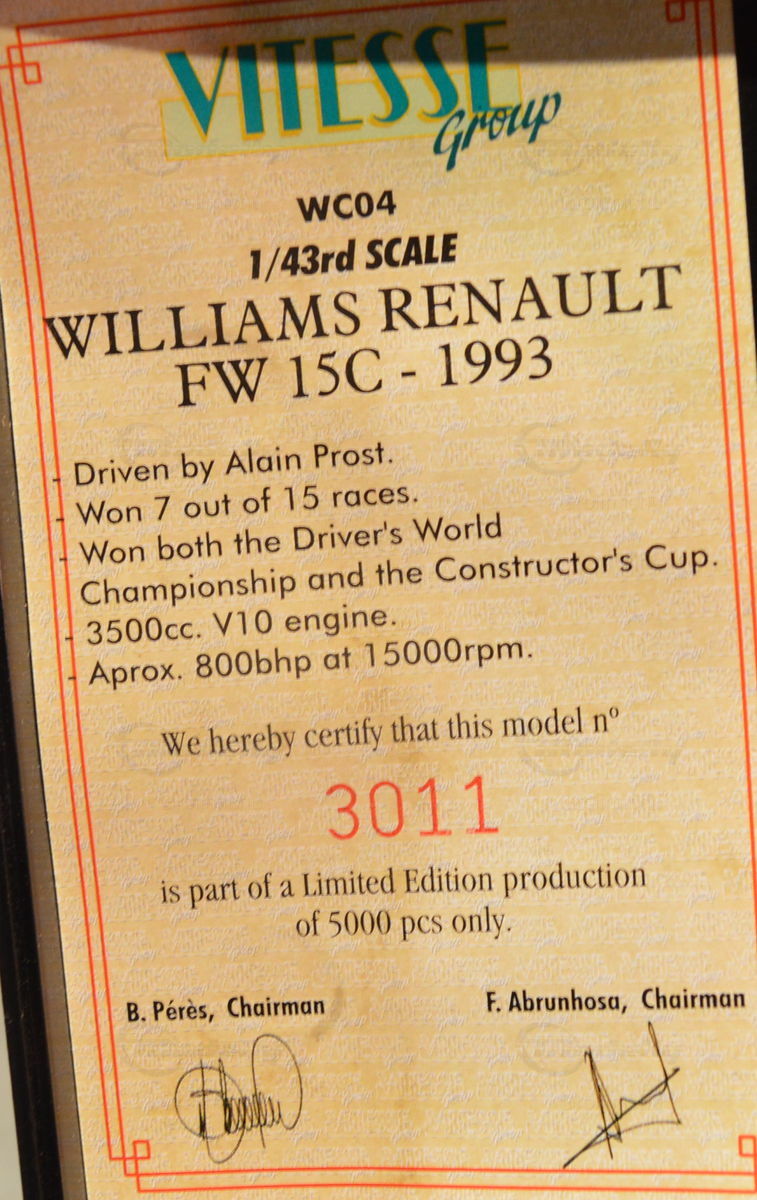 VITESSE
Group
WC04
1/43rd SCALE
WILLIAMS RENAULT
FW 15C - 1993
- Driven by Alain Prost.
- Won 7 out of 15 races.
- Won both the Driver's World
Championship and the Constructor's Cup.
- 3500cc. V10 engine.
- Aprox. 800bhp at 15000rpm.
We hereby certify that this model nº
3011
is part of a Limited Edition production
of 5000 pcs only.
B. Pérès, Chairman
F. Abrunhosa, Chairman